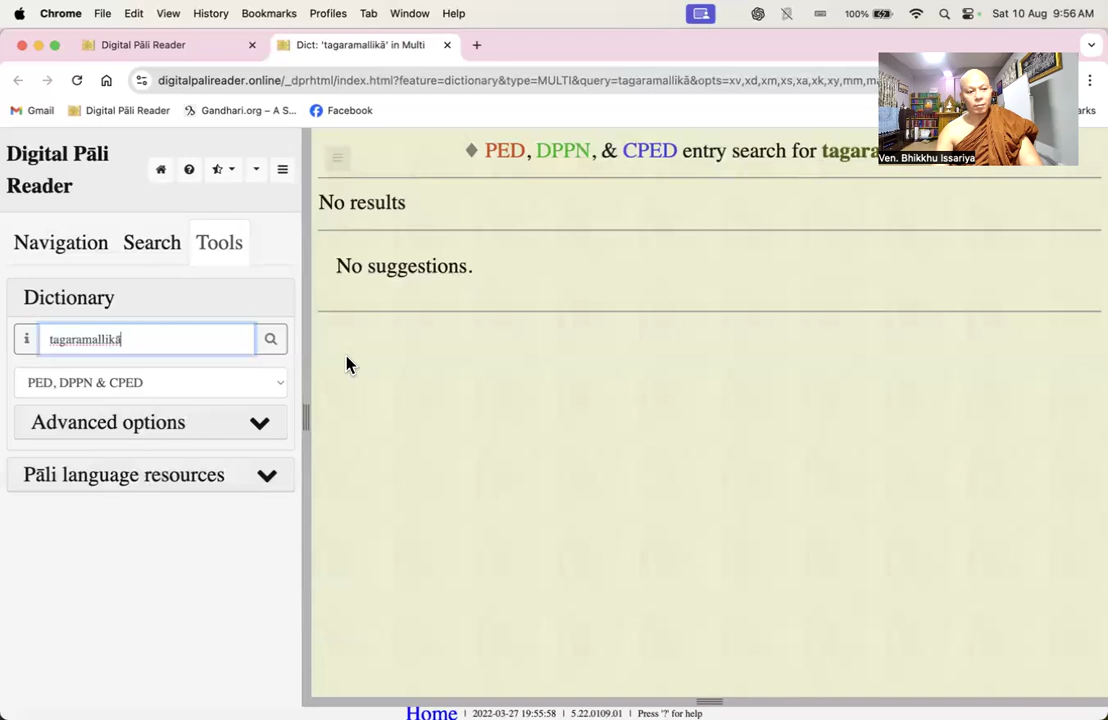 Chrome File Edit View History Bookmarks Profiles Tab Window Help 100% Sat 10 Aug 9:56 AM
Digital Pāli Reader Dict: 'tagaramallikā' in Multi
digitalpalireader.online/_dprhtml/index.html?feature=dictionary&type=MULTI&query=tagaramallikā&opts=xv,xd,xm,xs,xa,xk,xy,mm,m
Gmail Digital Pāli Reader Gandhari.org – A S... Facebook
Ven. Bhikkhu Issariya
Digital Pāli
Reader
Navigation Search Tools
Dictionary
tagaramallikā
PED, DPPN & CPED
Advanced options
Pāli language resources
♦ PED, DPPN, & CPED entry search for tagara
No results
No suggestions.
Home | 2022-03-27 19:55:58 | 5.22.0109.01 | Press '?' for help